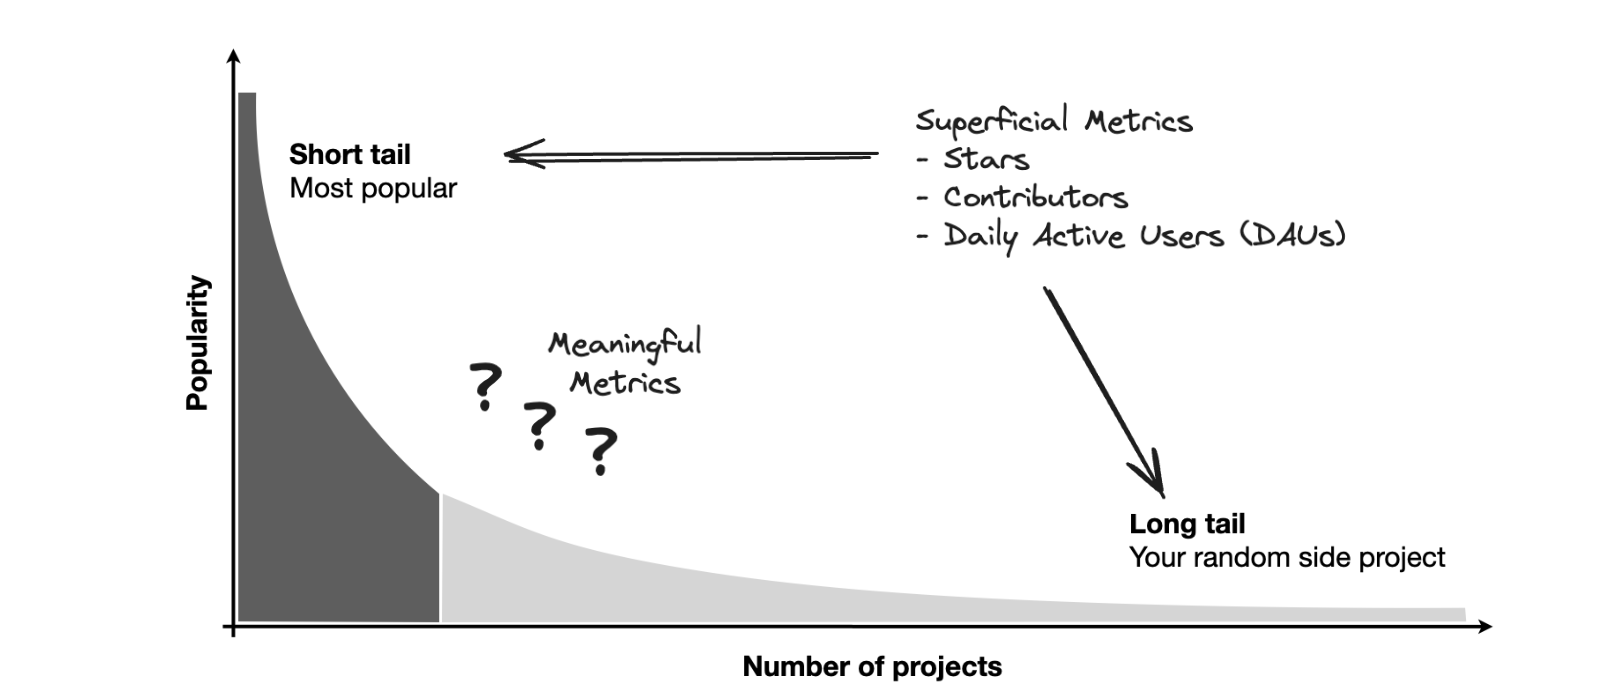 Short tail
Most popular
Superficial Metrics
- Stars
- Contributors
- Daily Active Users (DAUs)
Popularity
Meaningful
Metrics
? ? ?
Long tail
Your random side project
Number of projects